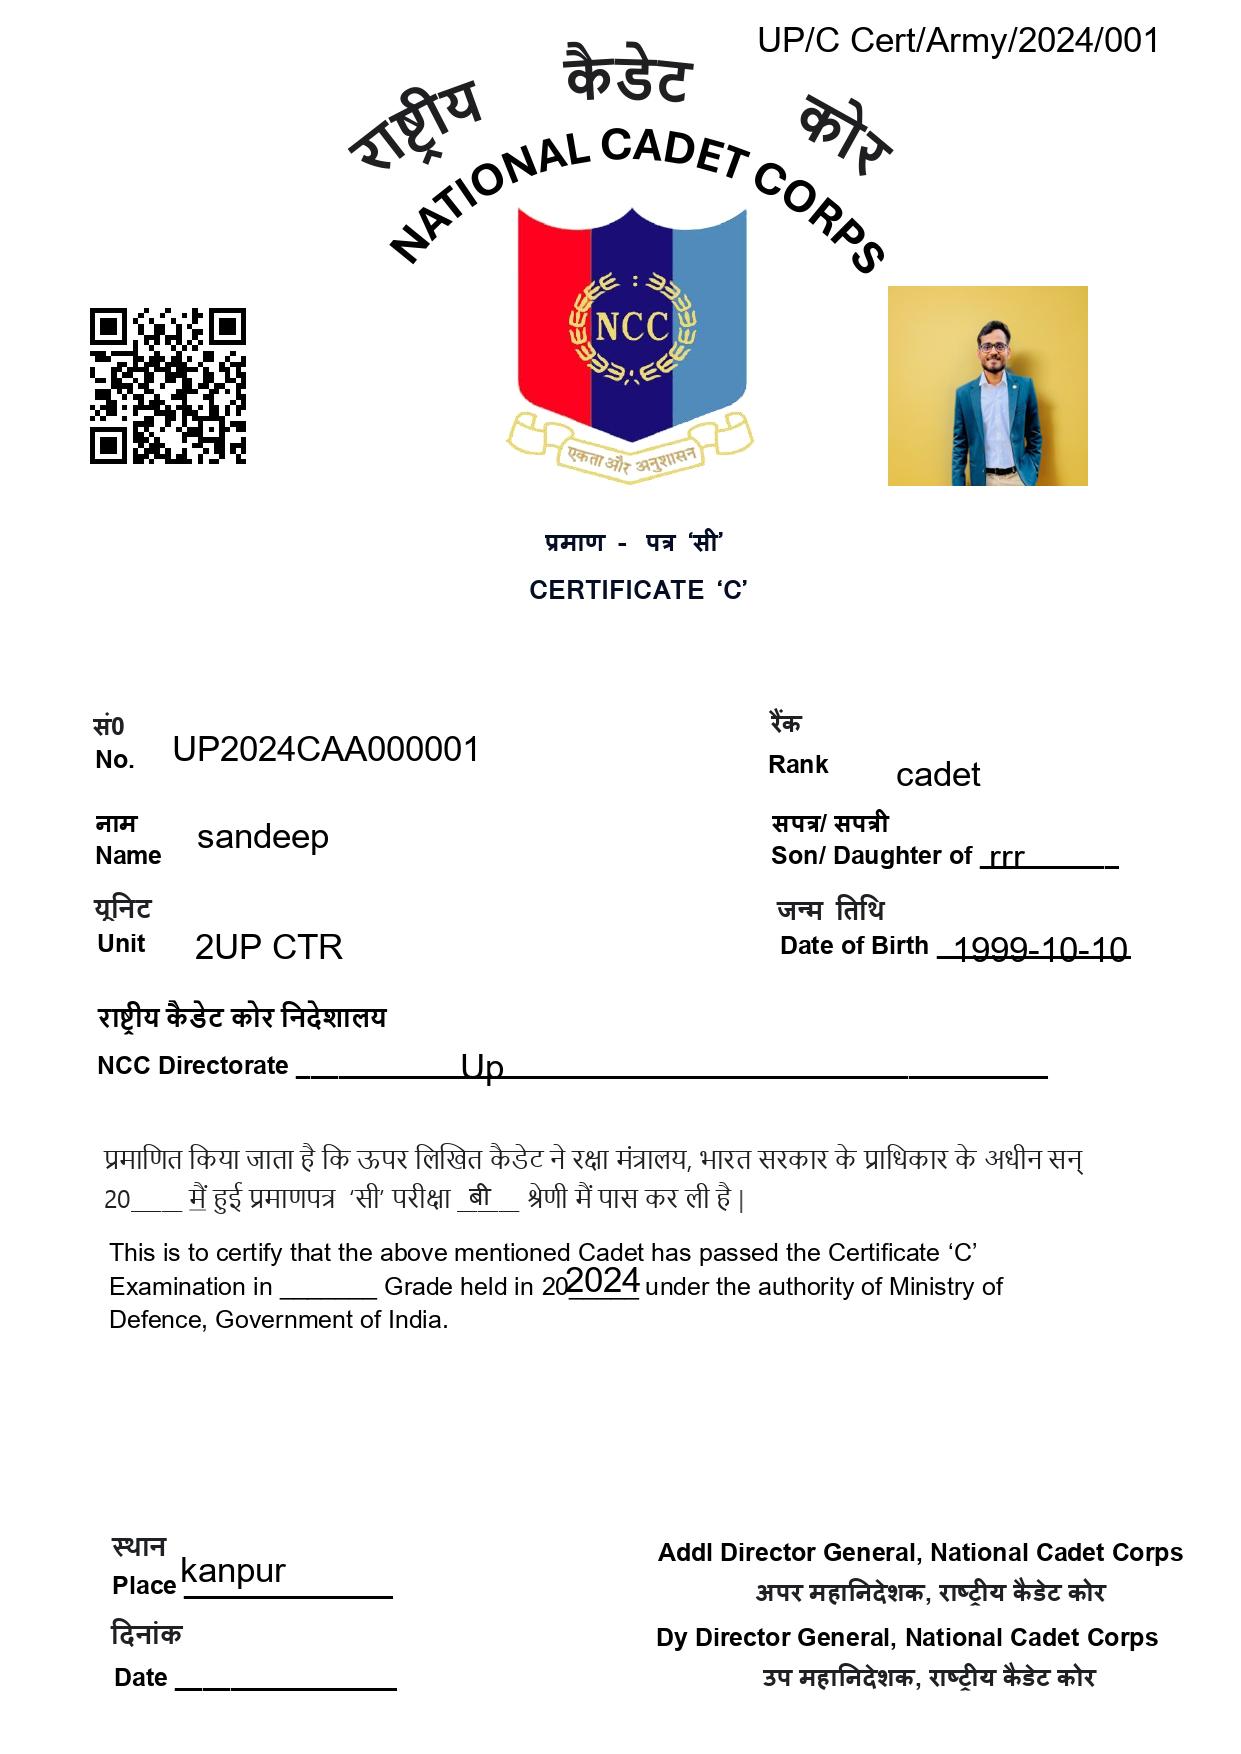 UP/C Cert/Army/2024/001
राष्ट्रीय कैडेट कोर
NATIONAL CADET CORPS
NCC
एकता और अनुशासन
प्रमाण - पत्र ‘सी’
CERTIFICATE ‘C’
सं0
No. UP2024CAA000001
रैंक
Rank cadet
नाम
Name sandeep
सपत्र/ सपत्री
Son/ Daughter of rrr
यूनिट
Unit 2UP CTR
जन्म तिथि
Date of Birth 1999-10-10
राष्ट्रीय कैडेट कोर निदेशालय
NCC Directorate Up
प्रमाणित किया जाता है कि ऊपर लिखित कैडेट ने रक्षा मंत्रालय, भारत सरकार के प्राधिकार के अधीन सन्
20____ मैं हुई प्रमाणपत्र ‘सी’ परीक्षा बी श्रेणी मैं पास कर ली है |
This is to certify that the above mentioned Cadet has passed the Certificate ‘C’
Examination in _______ Grade held in 20 2024 under the authority of Ministry of
Defence, Government of India.
स्थान
Place kanpur
दिनांक
Date ________________
Addl Director General, National Cadet Corps
अपर महानिदेशक, राष्ट्रीय कैडेट कोर
Dy Director General, National Cadet Corps
उप महानिदेशक, राष्ट्रीय कैडेट कोर